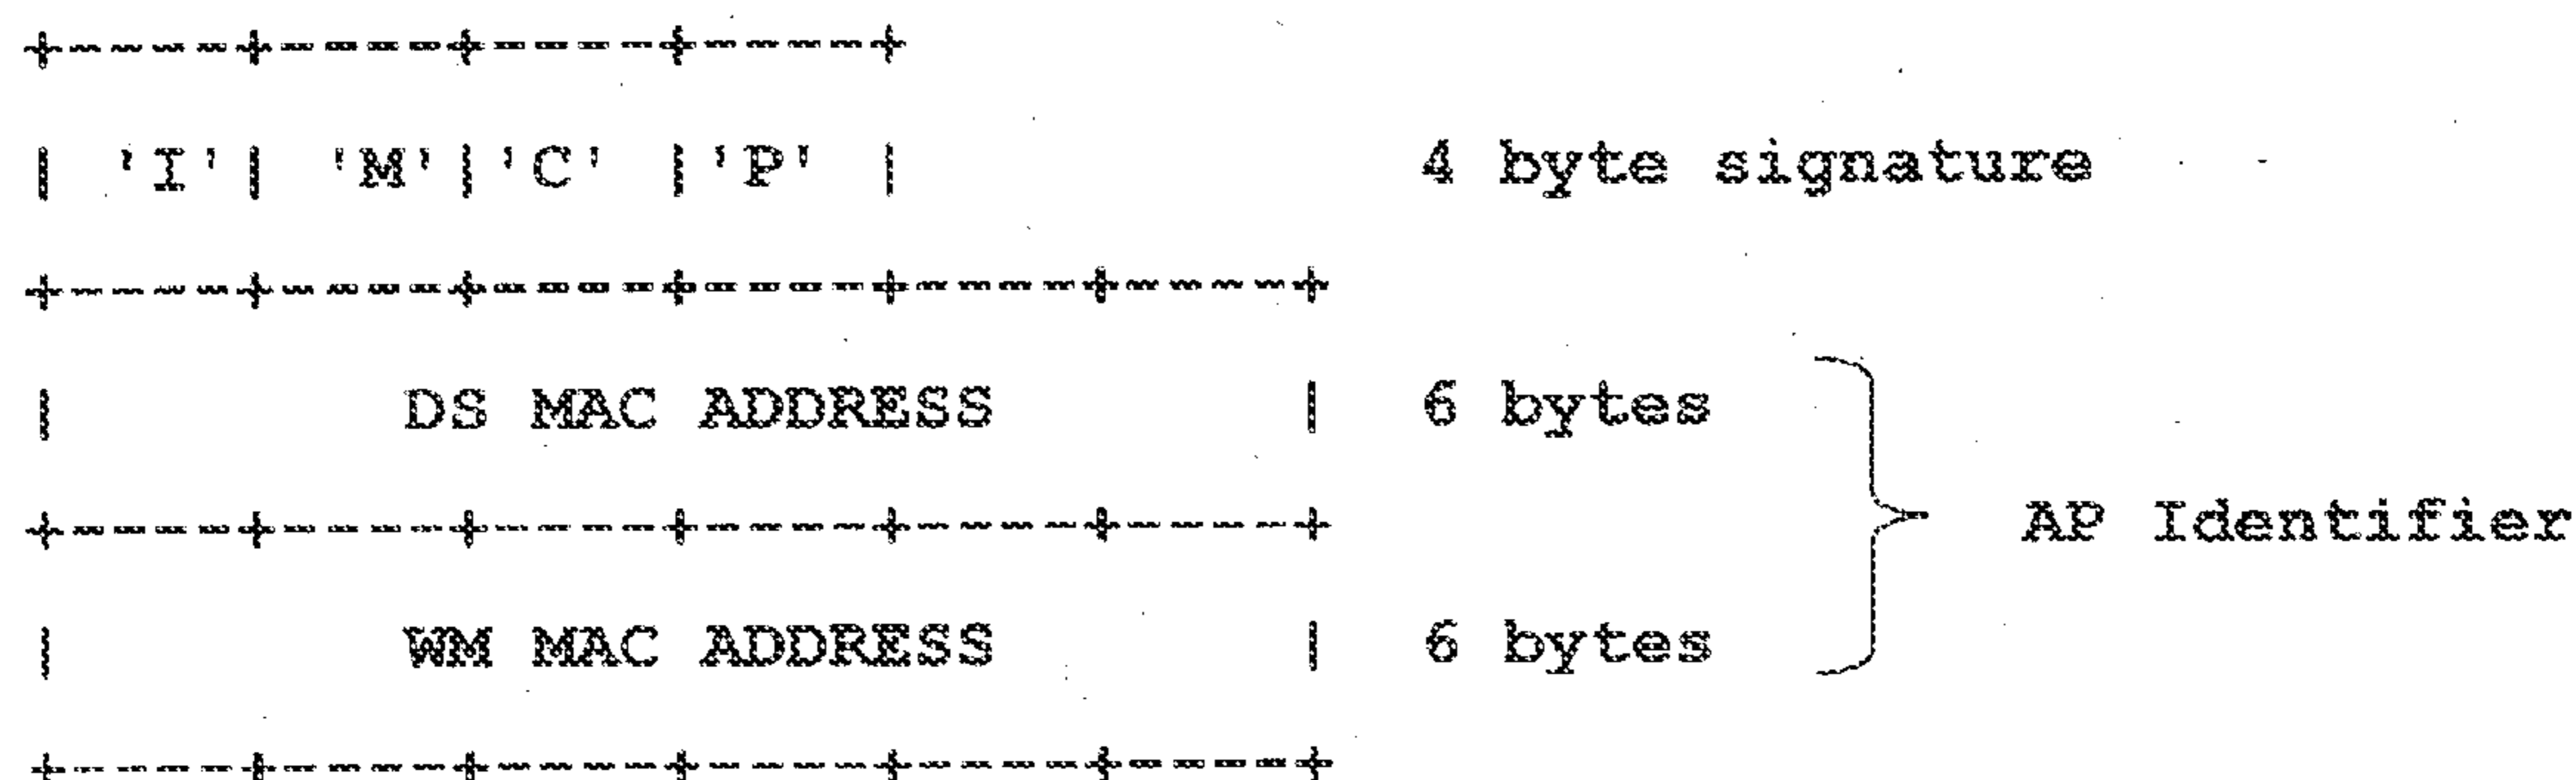 +-----+-----+-----+-----+
| 'I'| 'M'|'C' |'P' | 4 byte signature
+-----+-----+-----+-----+-----+-----+
| DS MAC ADDRESS | 6 bytes
+-----+-----+-----+-----+-----+-----+ AP Identifier
| WM MAC ADDRESS | 6 bytes
+-----+-----+-----+-----+-----+-----+